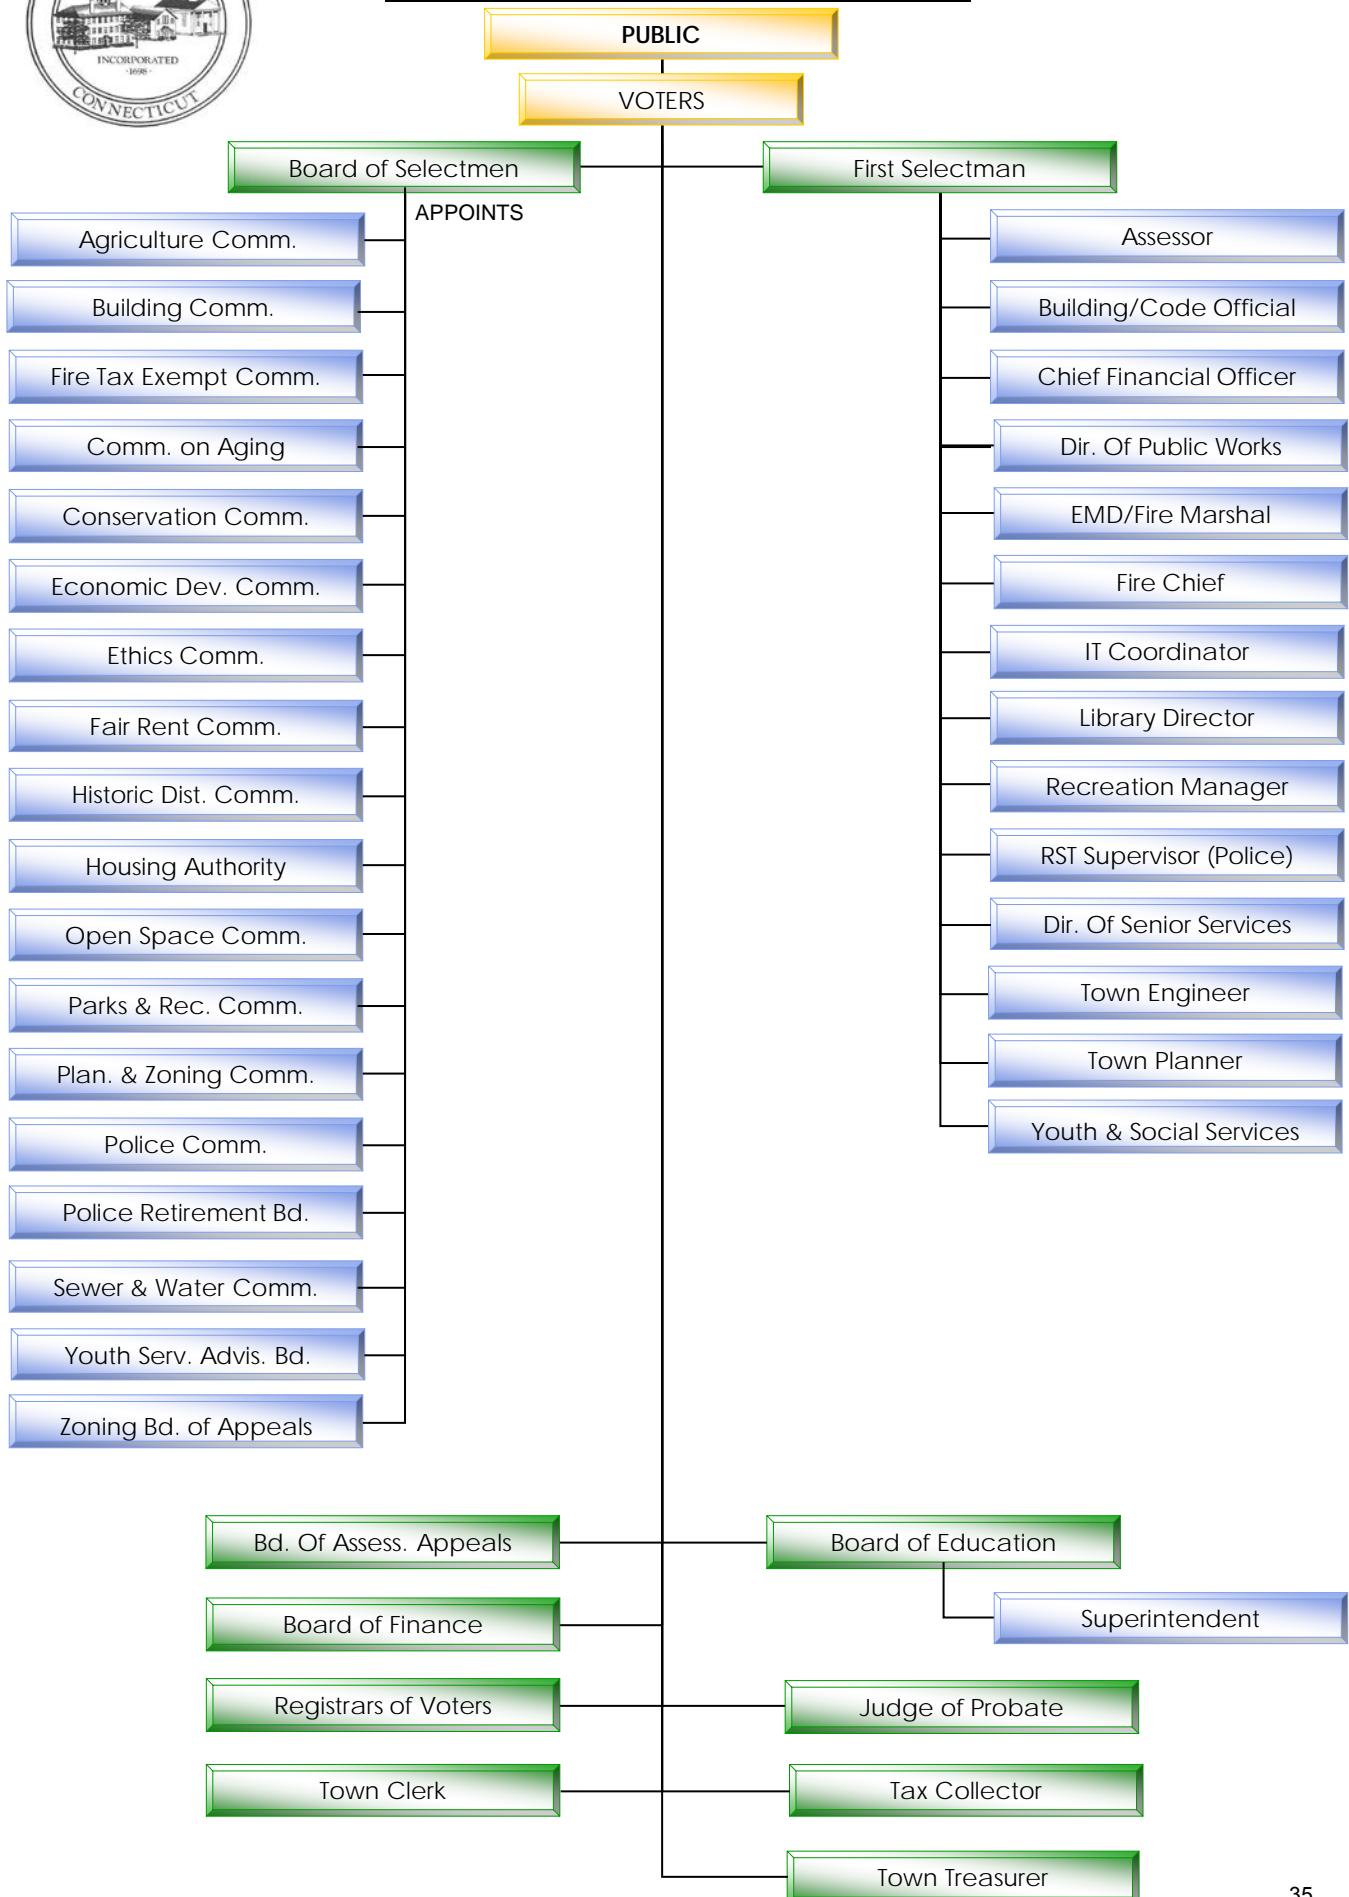 INCORPORATED
-1698-
CONNECTICUT
PUBLIC
VOTERS
Board of Selectmen
First Selectman
APPOINTS
Agriculture Comm.
Building Comm.
Fire Tax Exempt Comm.
Comm. on Aging
Conservation Comm.
Economic Dev. Comm.
Ethics Comm.
Fair Rent Comm.
Historic Dist. Comm.
Housing Authority
Open Space Comm.
Parks & Rec. Comm.
Plan. & Zoning Comm.
Police Comm.
Police Retirement Bd.
Sewer & Water Comm.
Youth Serv. Advis. Bd.
Zoning Bd. of Appeals
Assessor
Building/Code Official
Chief Financial Officer
Dir. Of Public Works
EMD/Fire Marshal
Fire Chief
IT Coordinator
Library Director
Recreation Manager
RST Supervisor (Police)
Dir. Of Senior Services
Town Engineer
Town Planner
Youth & Social Services
Bd. Of Assess. Appeals
Board of Education
Board of Finance
Superintendent
Registrars of Voters
Judge of Probate
Town Clerk
Tax Collector
Town Treasurer
35